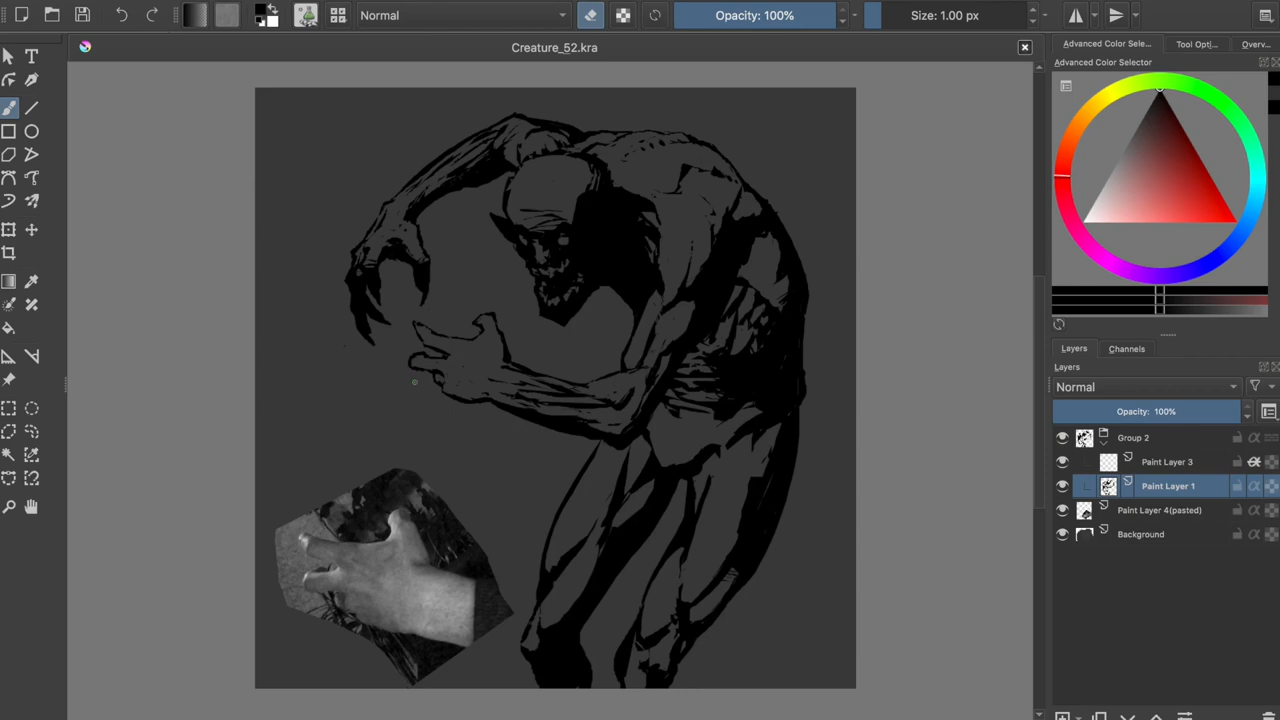 Normal
Opacity: 100%
Size: 1.00 px
Creature_52.kra
Advanced Color Sele...
Tool Opti...
Overv...
Advanced Color Selector
Layers
Channels
Layers
Normal
Opacity: 100%
Group 2
Paint Layer 3
Paint Layer 1
Paint Layer 4(pasted)
Background